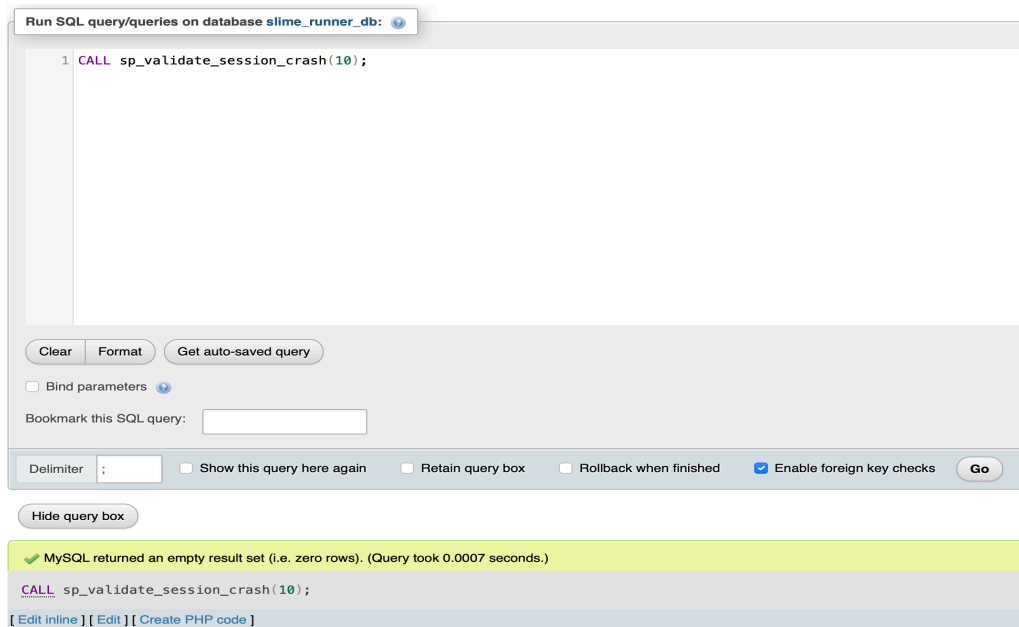 Run SQL query/queries on database slime_runner_db:
1 CALL sp_validate_session_crash(10);
Clear Format Get auto-saved query
Bind parameters
Bookmark this SQL query:
Delimiter ; Show this query here again Retain query box Rollback when finished Enable foreign key checks Go
Hide query box
MySQL returned an empty result set (i.e. zero rows). (Query took 0.0007 seconds.)
CALL sp_validate_session_crash(10);
[ Edit inline ] [ Edit ] [ Create PHP code ]